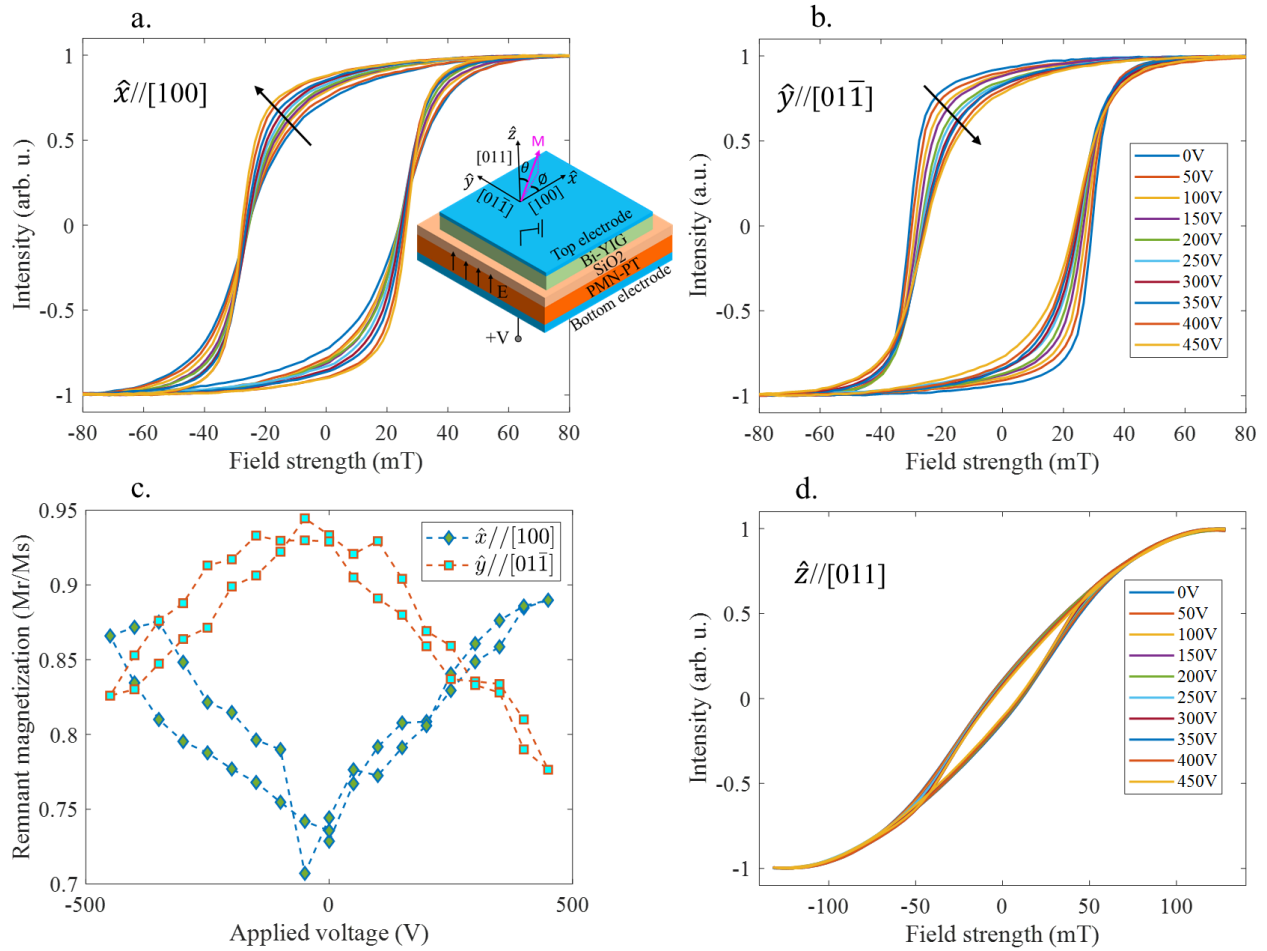 a.
1
0.5
0
-0.5
-1
-80 -60 -40 -20 0 20 40 60 80
Intensity (arb. u.)
Field strength (mT)
x̂//[100]
ẑ
M
[011]
θ
ŷ
ø
x̂
[011̅]
[100]
Top electrode
Bi-YIG
SiO2
PMN-PT
Bottom electrode
E
+V
b.
1
0.5
0
-0.5
-1
-80 -60 -40 -20 0 20 40 60 80
Intensity (a.u.)
Field strength (mT)
ŷ//[011̅]
0V
50V
100V
150V
200V
250V
300V
350V
400V
450V
c.
0.95
0.9
0.85
0.8
0.75
0.7
-500 0 500
Remnant magnetization (Mr/Ms)
Applied voltage (V)
x̂//[100]
ŷ//[011̅]
d.
1
0.5
0
-0.5
-1
-100 -50 0 50 100
Intensity (arb. u.)
Field strength (mT)
ẑ//[011]
0V
50V
100V
150V
200V
250V
300V
350V
400V
450V